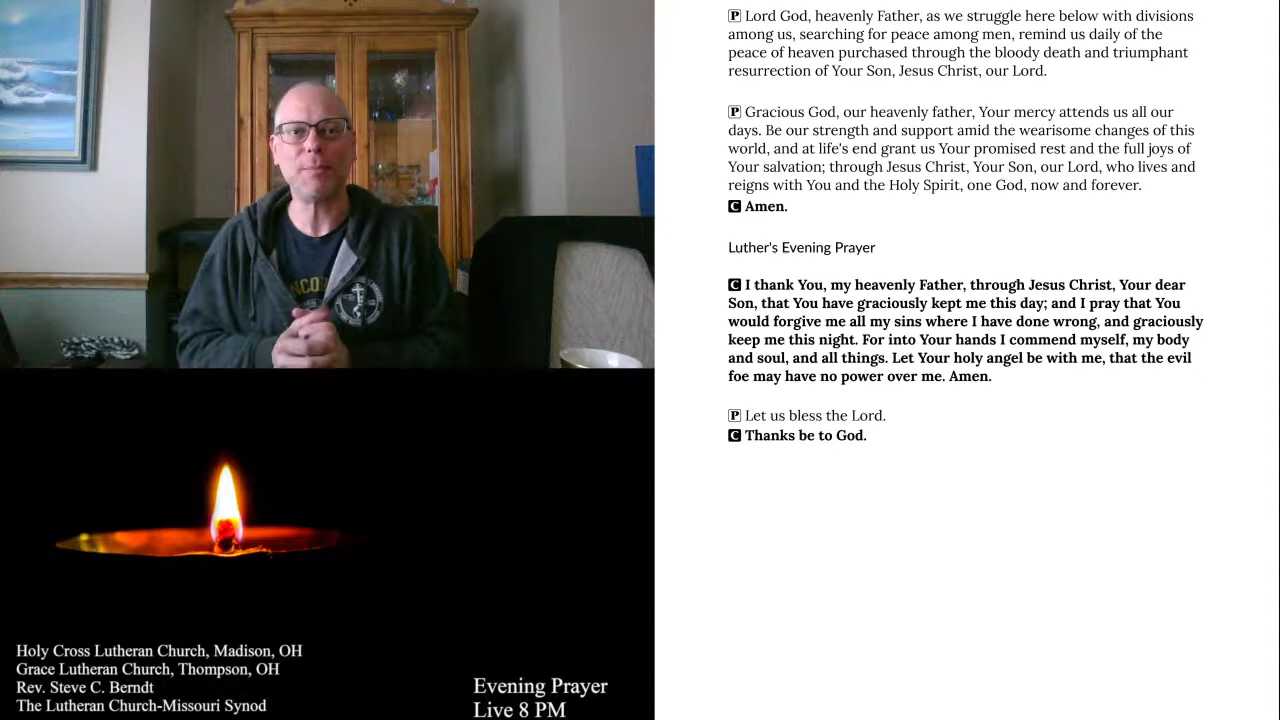 P Lord God, heavenly Father, as we struggle here below with divisions
among us, searching for peace among men, remind us daily of the
peace of heaven purchased through the bloody death and triumphant
resurrection of Your Son, Jesus Christ, our Lord.
P Gracious God, our heavenly father, Your mercy attends us all our
days. Be our strength and support amid the wearisome changes of this
world, and at life's end grant us Your promised rest and the full joys of
Your salvation; through Jesus Christ, Your Son, our Lord, who lives and
reigns with You and the Holy Spirit, one God, now and forever.
C Amen.
Luther's Evening Prayer
C I thank You, my heavenly Father, through Jesus Christ, Your dear
Son, that You have graciously kept me this day; and I pray that You
would forgive me all my sins where I have done wrong, and graciously
keep me this night. For into Your hands I commend myself, my body
and soul, and all things. Let Your holy angel be with me, that the evil
foe may have no power over me. Amen.
P Let us bless the Lord.
C Thanks be to God.
Holy Cross Lutheran Church, Madison, OH
Grace Lutheran Church, Thompson, OH
Rev. Steve C. Berndt
The Lutheran Church-Missouri Synod
Evening Prayer
Live 8 PM